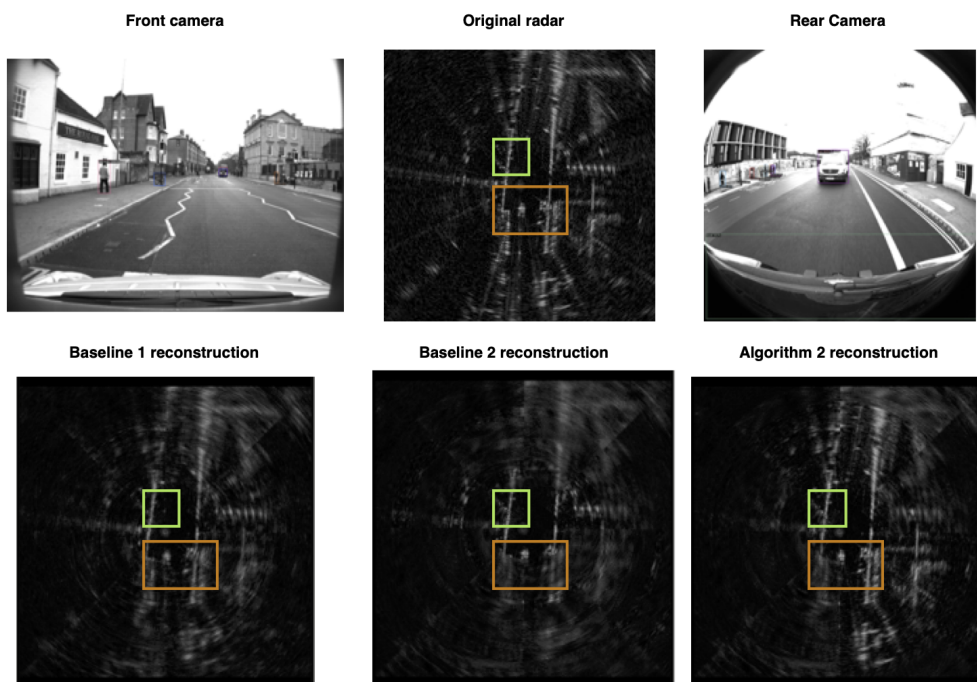 Front camera
Original radar
Rear Camera
Baseline 1 reconstruction
Baseline 2 reconstruction
Algorithm 2 reconstruction